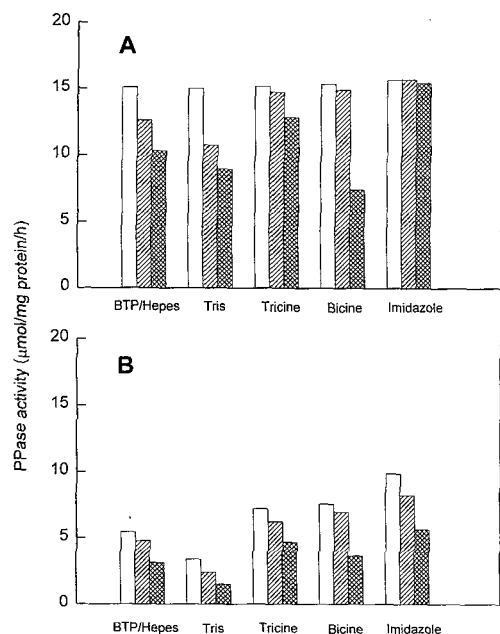 20
A
15
10
5
0
BTP/Hepes Tris Tricine Bicine Imidazole
PPase activity (μmol/mg protein/h)
20
B
15
10
5
0
BTP/Hepes Tris Tricine Bicine Imidazole